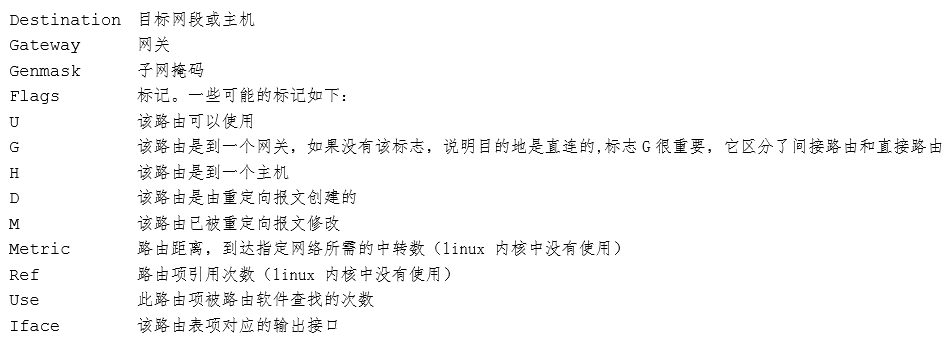 Destination 目标网段或主机
Gateway 网关
Genmask 子网掩码
Flags 标记。一些可能的标记如下：
U 该路由可以使用
G 该路由是到一个网关，如果没有该标志，说明目的地是直连的,标志G很重要，它区分了间接路由和直接路由
H 该路由是到一个主机
D 该路由是由重定向报文创建的
M 该路由已被重定向报文修改
Metric 路由距离，到达指定网络所需的中转数（linux 内核中没有使用）
Ref 路由项引用次数（linux 内核中没有使用）
Use 此路由项被路由软件查找的次数
Iface 该路由表项对应的输出接口